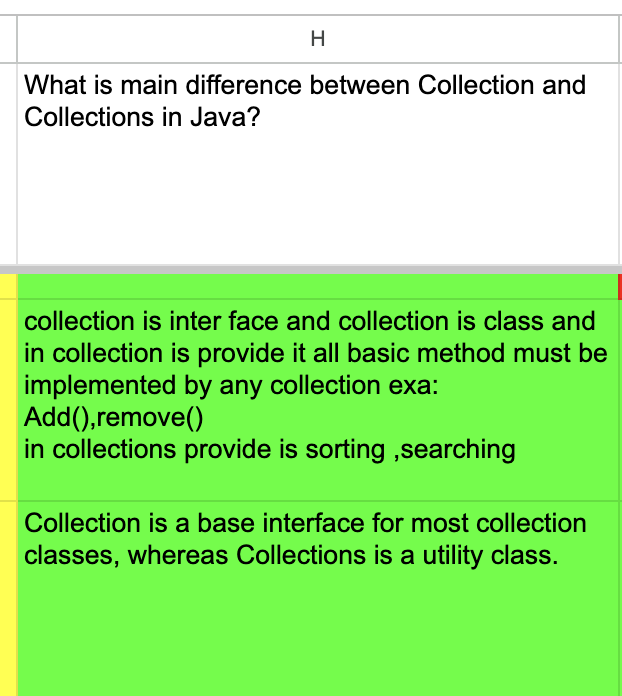 H
What is main difference between Collection and
Collections in Java?
collection is inter face and collection is class and
in collection is provide it all basic method must be
implemented by any collection exa:
Add(),remove()
in collections provide is sorting ,searching
Collection is a base interface for most collection
classes, whereas Collections is a utility class.